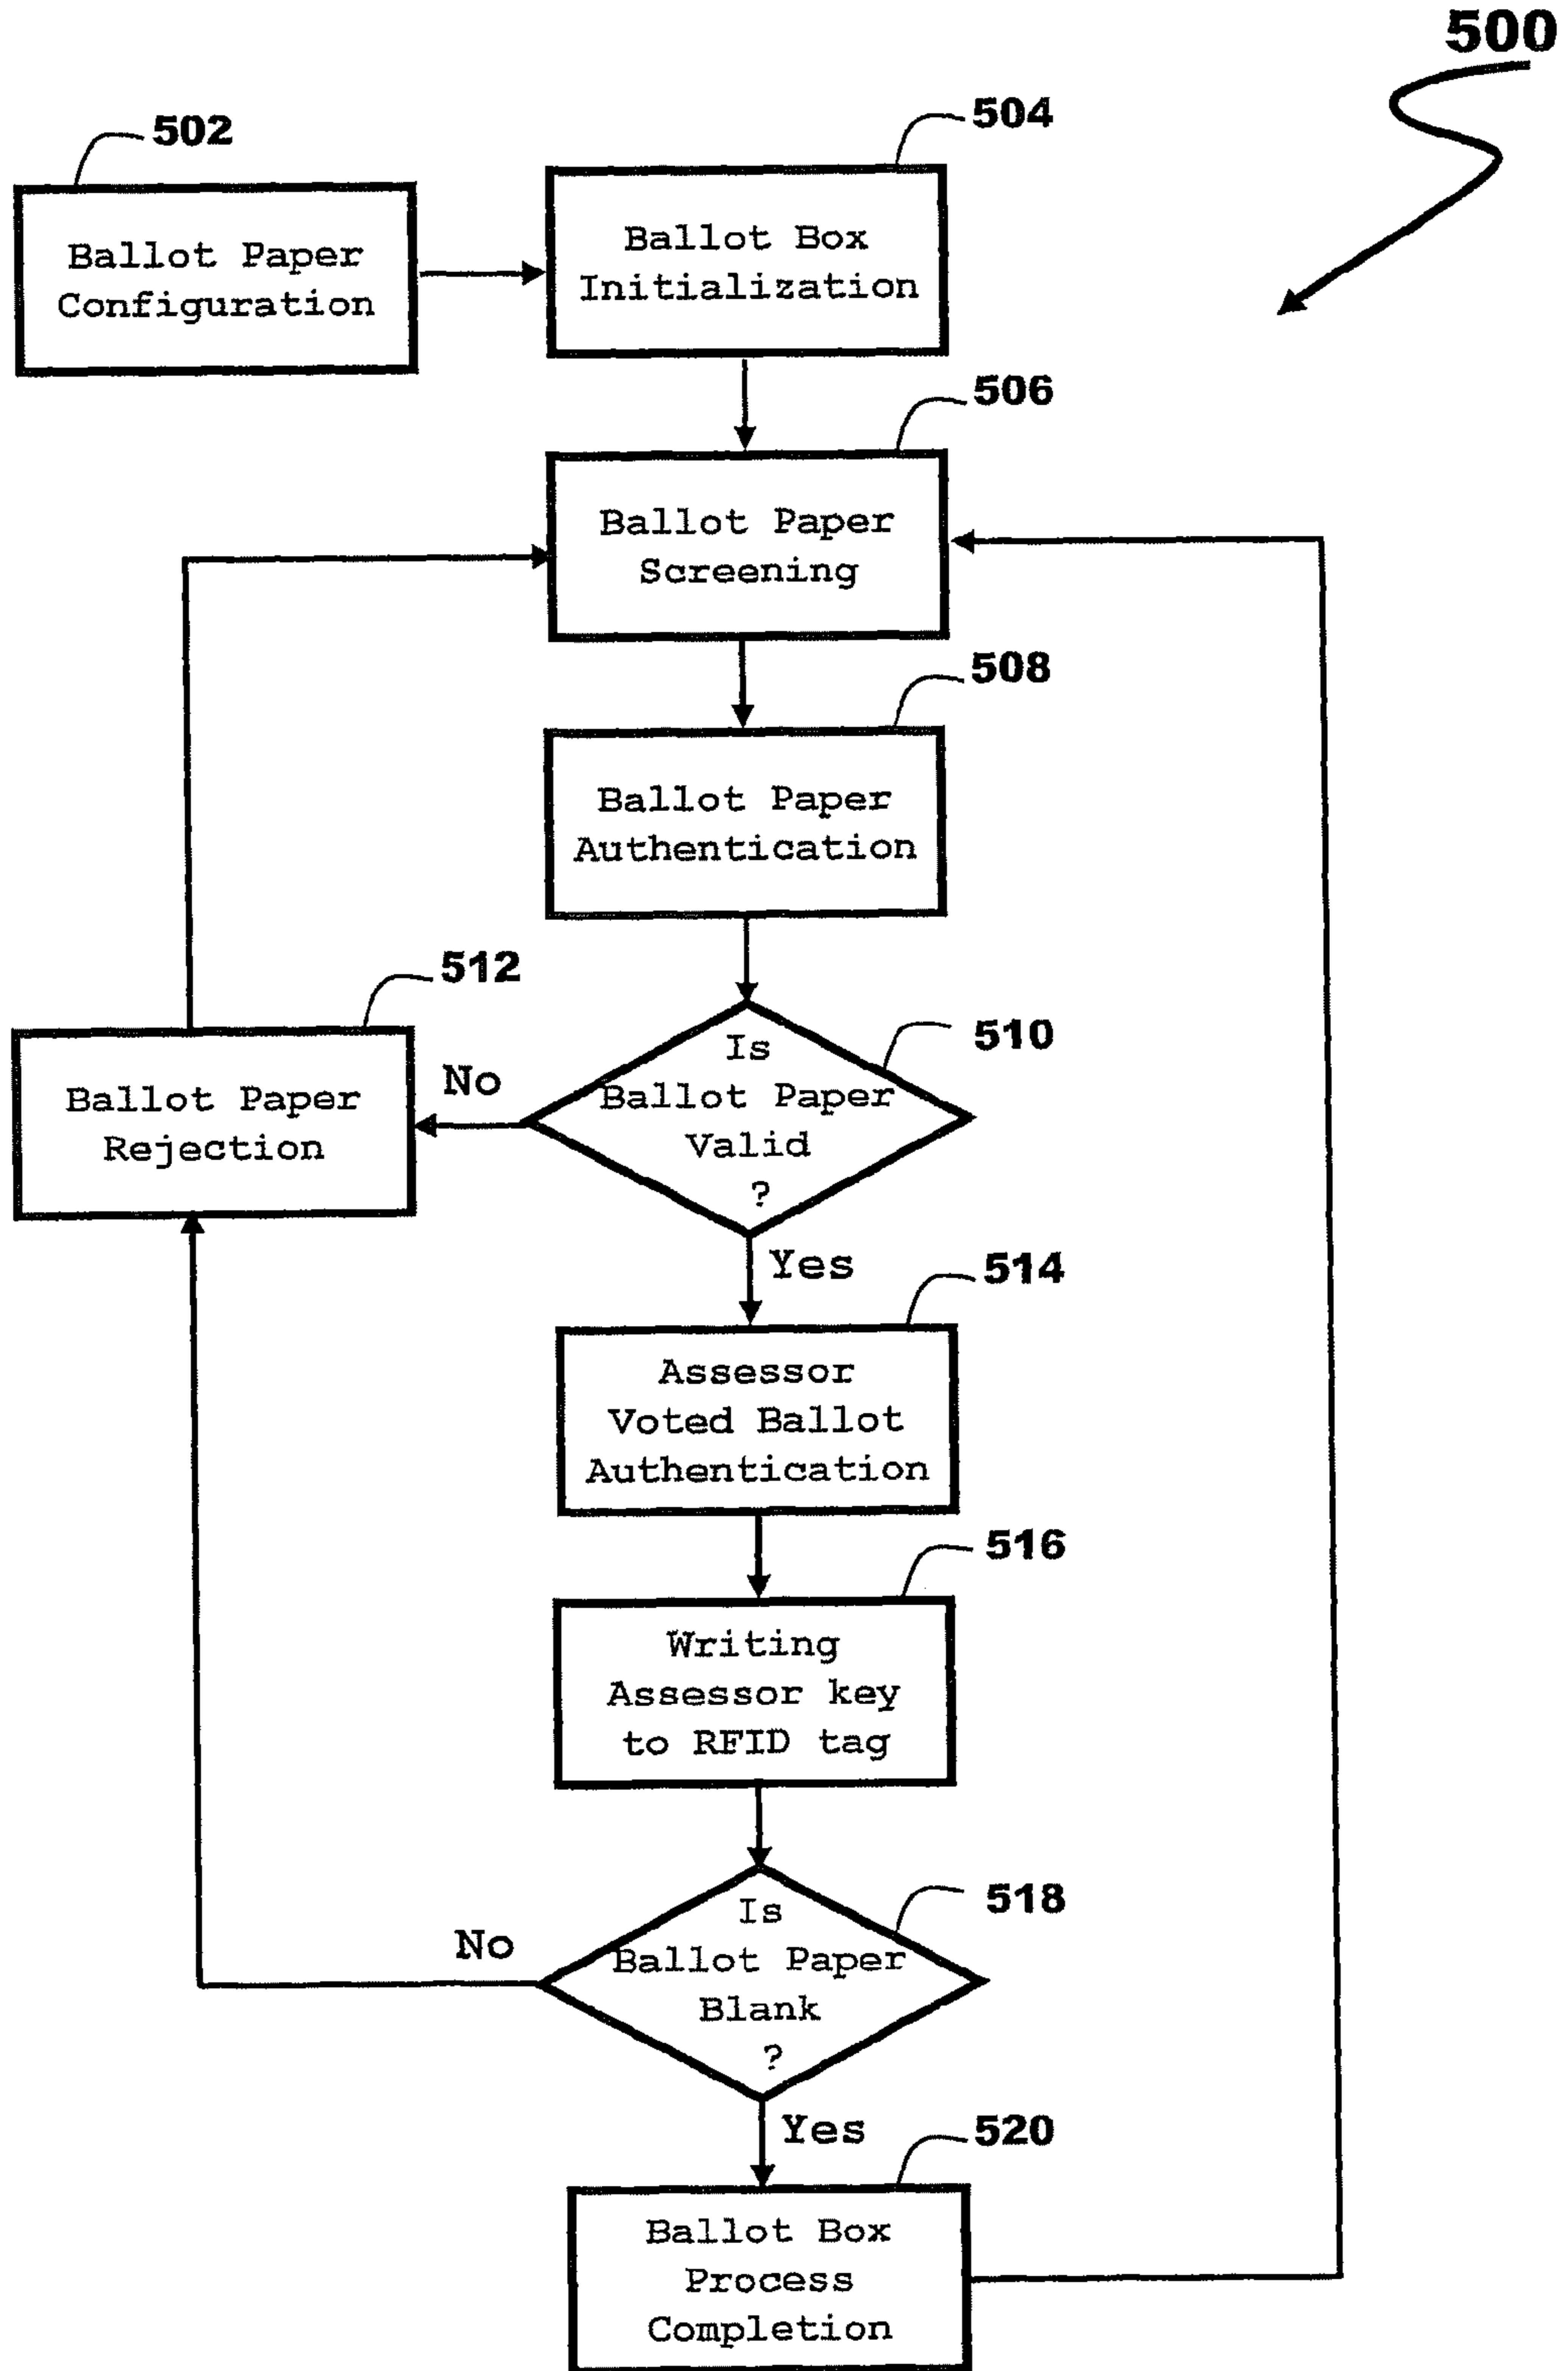 500
502
504
Ballot Paper
Configuration
Ballot Box
Initialization
506
Ballot Paper
Screening
508
Ballot Paper
Authentication
512
510
Ballot Paper
Rejection
No
Is
Ballot Paper
Valid
?
Yes
514
Assessor
Voted Ballot
Authentication
516
Writing
Assessor key
to RFID tag
518
No
Is
Ballot Paper
Blank
?
Yes
520
Ballot Box
Process
Completion